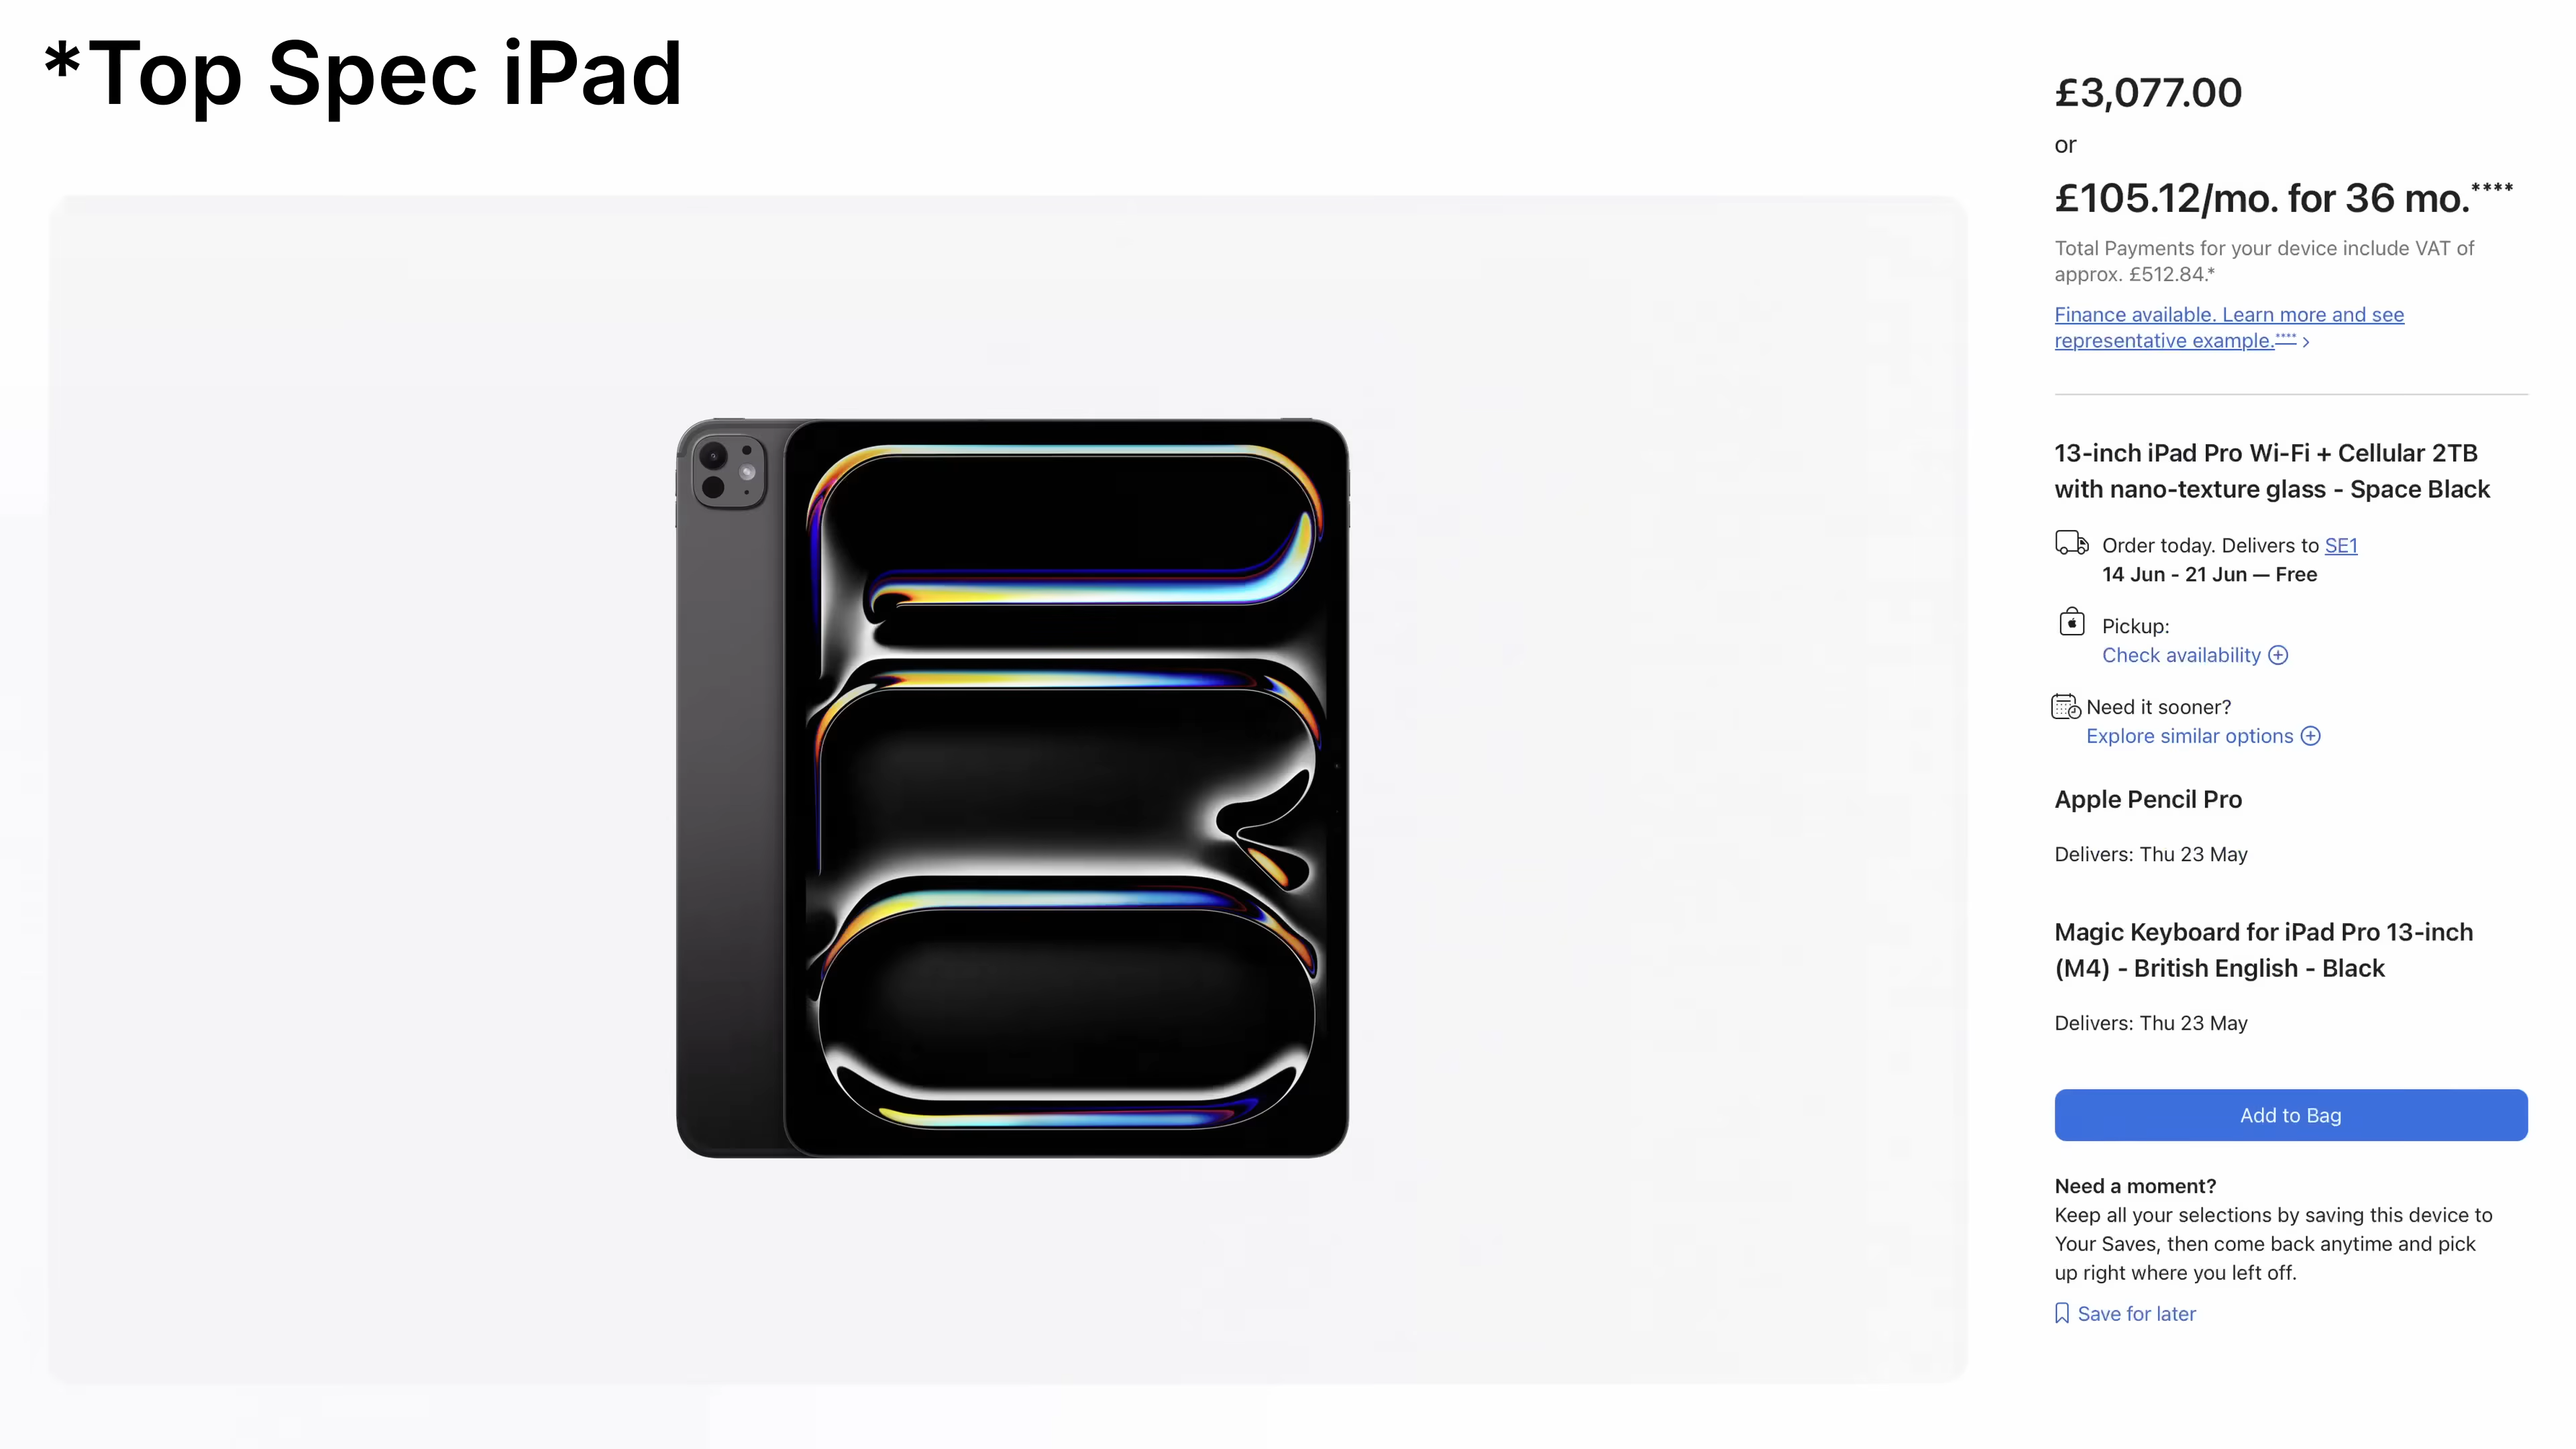 *Top Spec iPad
£3,077.00
or
£105.12/mo. for 36 mo.****
Total Payments for your device include VAT of
approx. £512.84.*
Finance available. Learn more and see
representative example.**** >
13-inch iPad Pro Wi-Fi + Cellular 2TB
with nano-texture glass - Space Black
Order today. Delivers to SE1
14 Jun - 21 Jun — Free
Pickup:
Check availability
Need it sooner?
Explore similar options
Apple Pencil Pro
Delivers: Thu 23 May
Magic Keyboard for iPad Pro 13-inch
(M4) - British English - Black
Delivers: Thu 23 May
Add to Bag
Need a moment?
Keep all your selections by saving this device to
Your Saves, then come back anytime and pick
up right where you left off.
Save for later